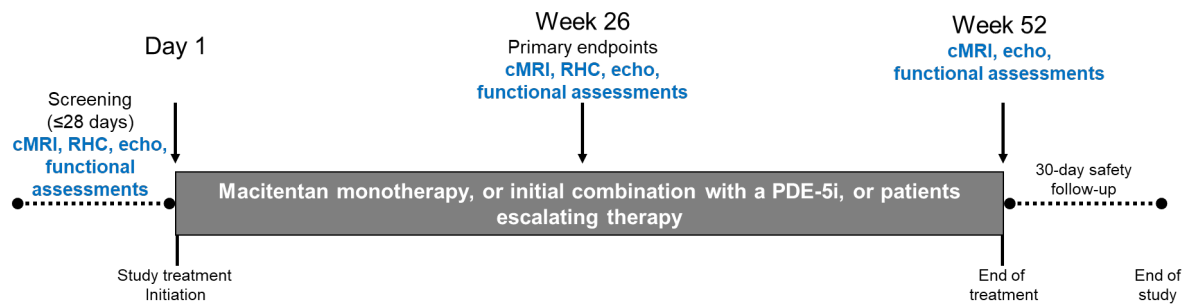 Day 1
Week 26
Primary endpoints
cMRI, RHC, echo,
functional assessments
Week 52
cMRI, echo,
functional assessments
Screening
(≤28 days)
cMRI, RHC, echo,
functional
assessments
Macitentan monotherapy, or initial combination with a PDE-5i, or patients
escalating therapy
30-day safety
follow-up
Study treatment
Initiation
End of
treatment
End of
study